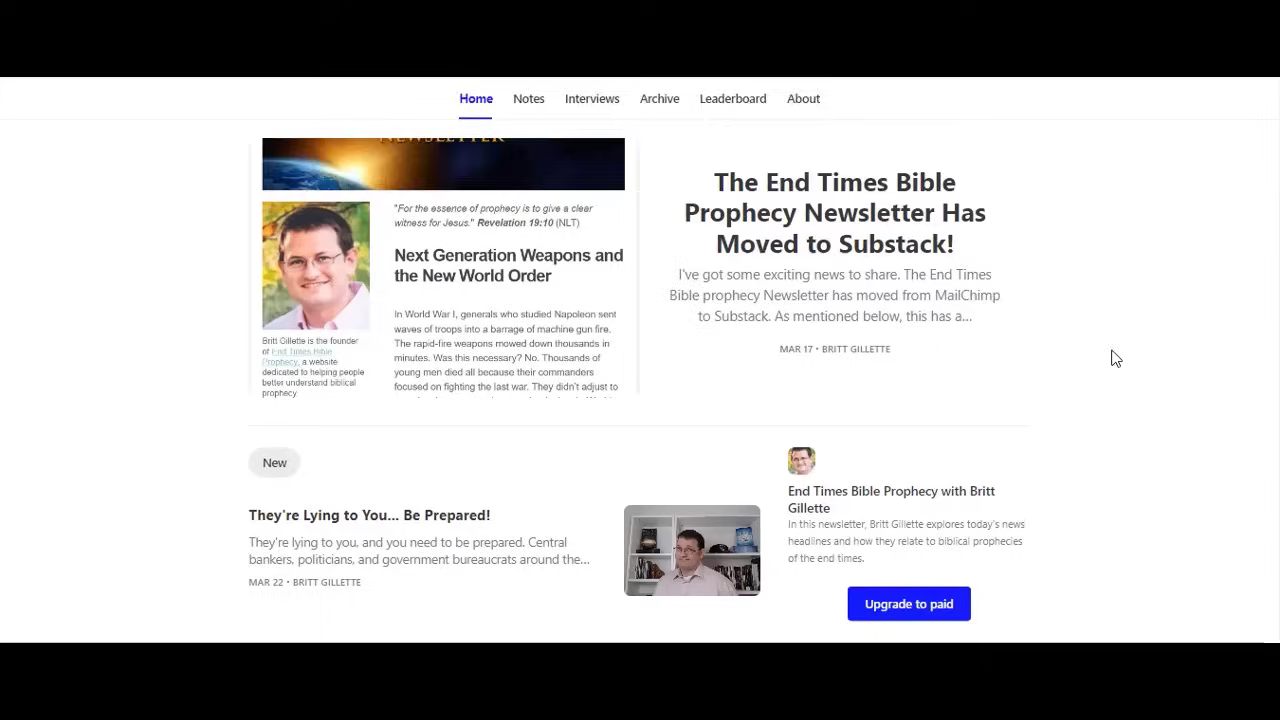 Home Notes Interviews Archive Leaderboard About
NEWSLETTER
"For the essence of prophecy is to give a clear
witness for Jesus." Revelation 19:10 (NLT)
Next Generation Weapons and
the New World Order
In World War I, generals who studied Napoleon sent
waves of troops into a barrage of machine gun fire.
The rapid-fire weapons mowed down thousands in
minutes. Was this necessary? No. Thousands of
young men died all because their commanders
focused on fighting the last war. They didn't adjust to
Britt Gillette is the founder
of End Times Bible
Prophecy, a website
dedicated to helping people
better understand biblical
prophecy
The End Times Bible
Prophecy Newsletter Has
Moved to Substack!
I've got some exciting news to share. The End Times
Bible prophecy Newsletter has moved from MailChimp
to Substack. As mentioned below, this has a...
MAR 17 • BRITT GILLETTE
New
They're Lying to You... Be Prepared!
They're lying to you, and you need to be prepared. Central
bankers, politicians, and government bureaucrats around the...
MAR 22 • BRITT GILLETTE
End Times Bible Prophecy with Britt
Gillette
In this newsletter, Britt Gillette explores today's news
headlines and how they relate to biblical prophecies
of the end times.
Upgrade to paid